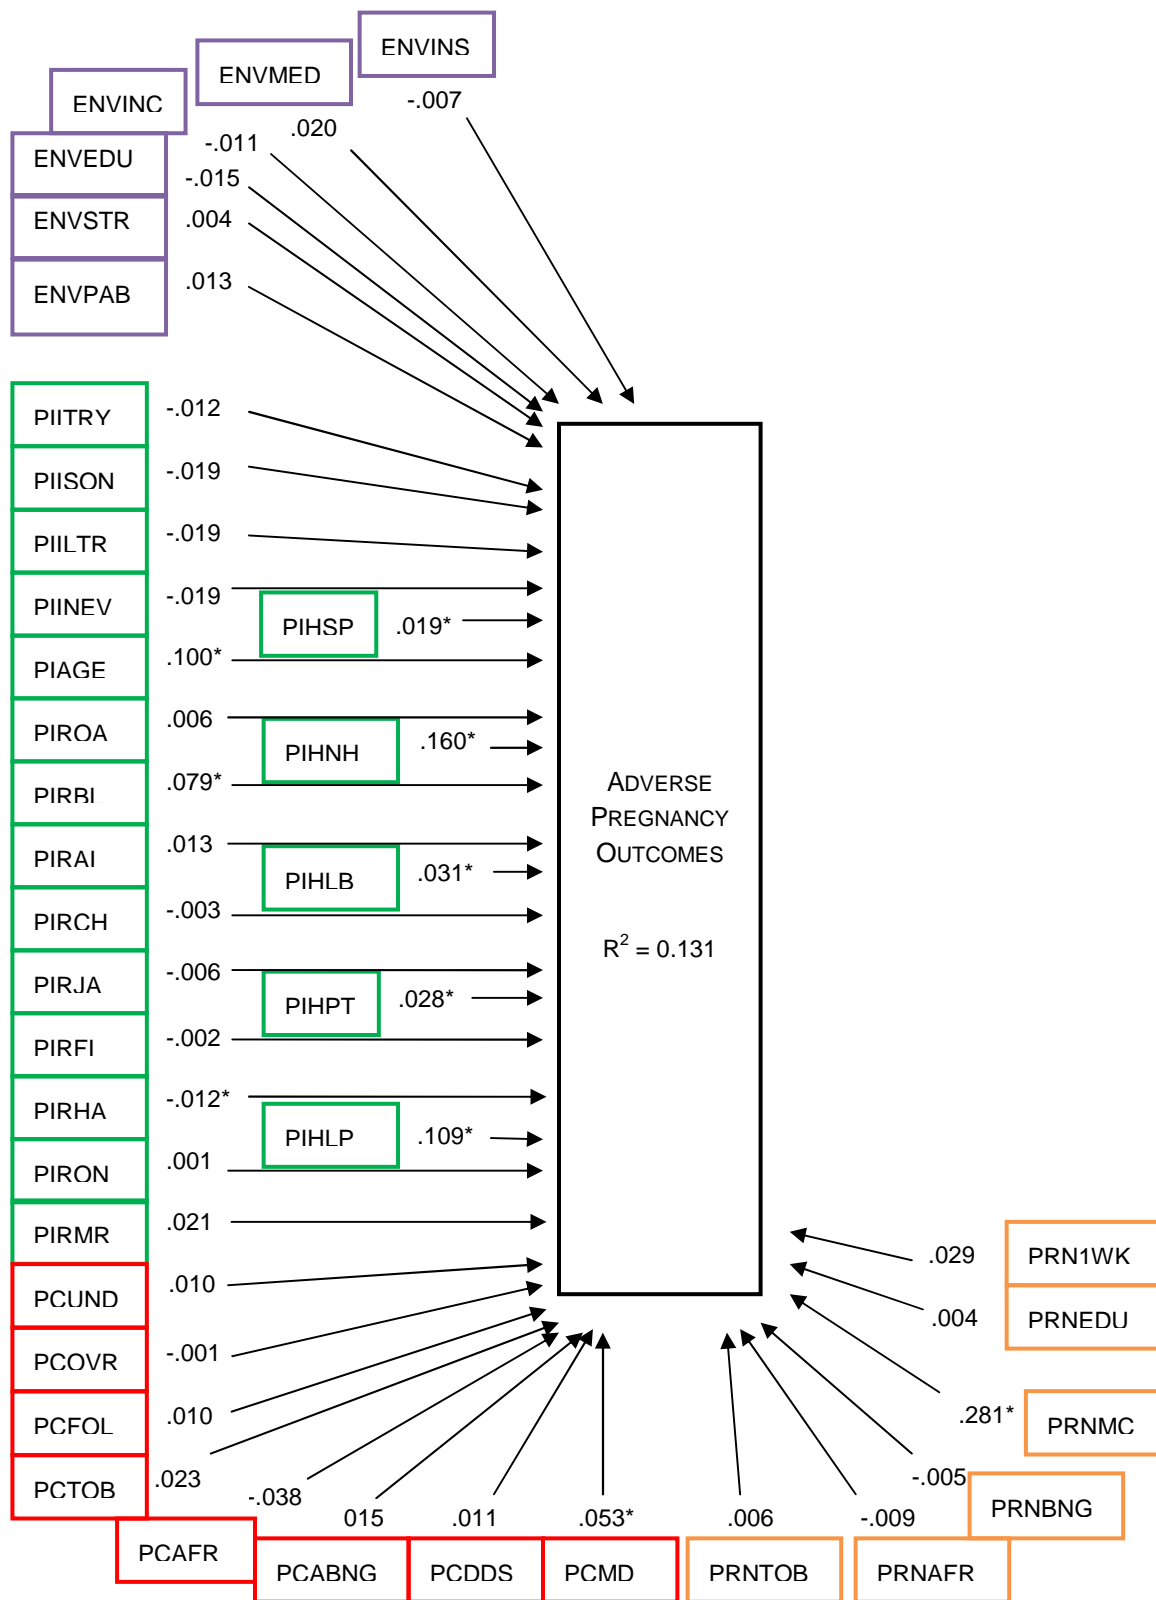 ENVINS
-.007
ENVMED
.020
ENVINC
-.011
ENVEDU
-.015
ENVSTR
.004
ENVPAB
.013
PIITRY
-.012
PIISON
-.019
PIILTR
-.019
PIINEV
-.019
PIHSP
.019*
PIAGE
.100*
PIROA
.006
PIHNH
.160*
PIRBL
.079*
PIRAI
.013
PIHLB
.031*
PIRCH
-.003
PIRJA
-.006
PIHPT
.028*
PIRFI
-.002
PIRHA
-.012*
PIHLP
.109*
PIRON
.001
PIRMR
.021
ADVERSE
PREGNANCY
OUTCOMES
R² = 0.131
PCUND
.010
PCOVR
-.001
PCFOL
.010
PCTOB
.023
PCAFR
-.038
PCABNG
015
PCDDS
.011
PCMD
.053*
PRNTOB
.006
PRNAFR
-.009
PRNBNG
-.005
PRNMC
.281*
PRNEDU
.004
PRN1WK
.029